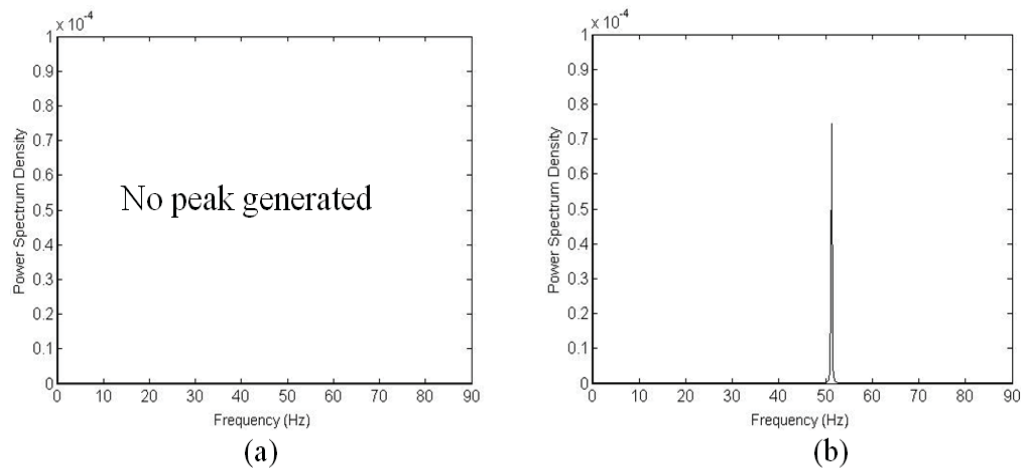 x 10⁻⁴
1
0.9
0.8
0.7
0.6
0.5
0.4
0.3
0.2
0.1
0
Power Spectrum Density
No peak generated
0 10 20 30 40 50 60 70 80 90
Frequency (Hz)
(a)
x 10⁻⁴
1
0.9
0.8
0.7
0.6
0.5
0.4
0.3
0.2
0.1
0
Power Spectrum Density
0 10 20 30 40 50 60 70 80 90
Frequency (Hz)
(b)